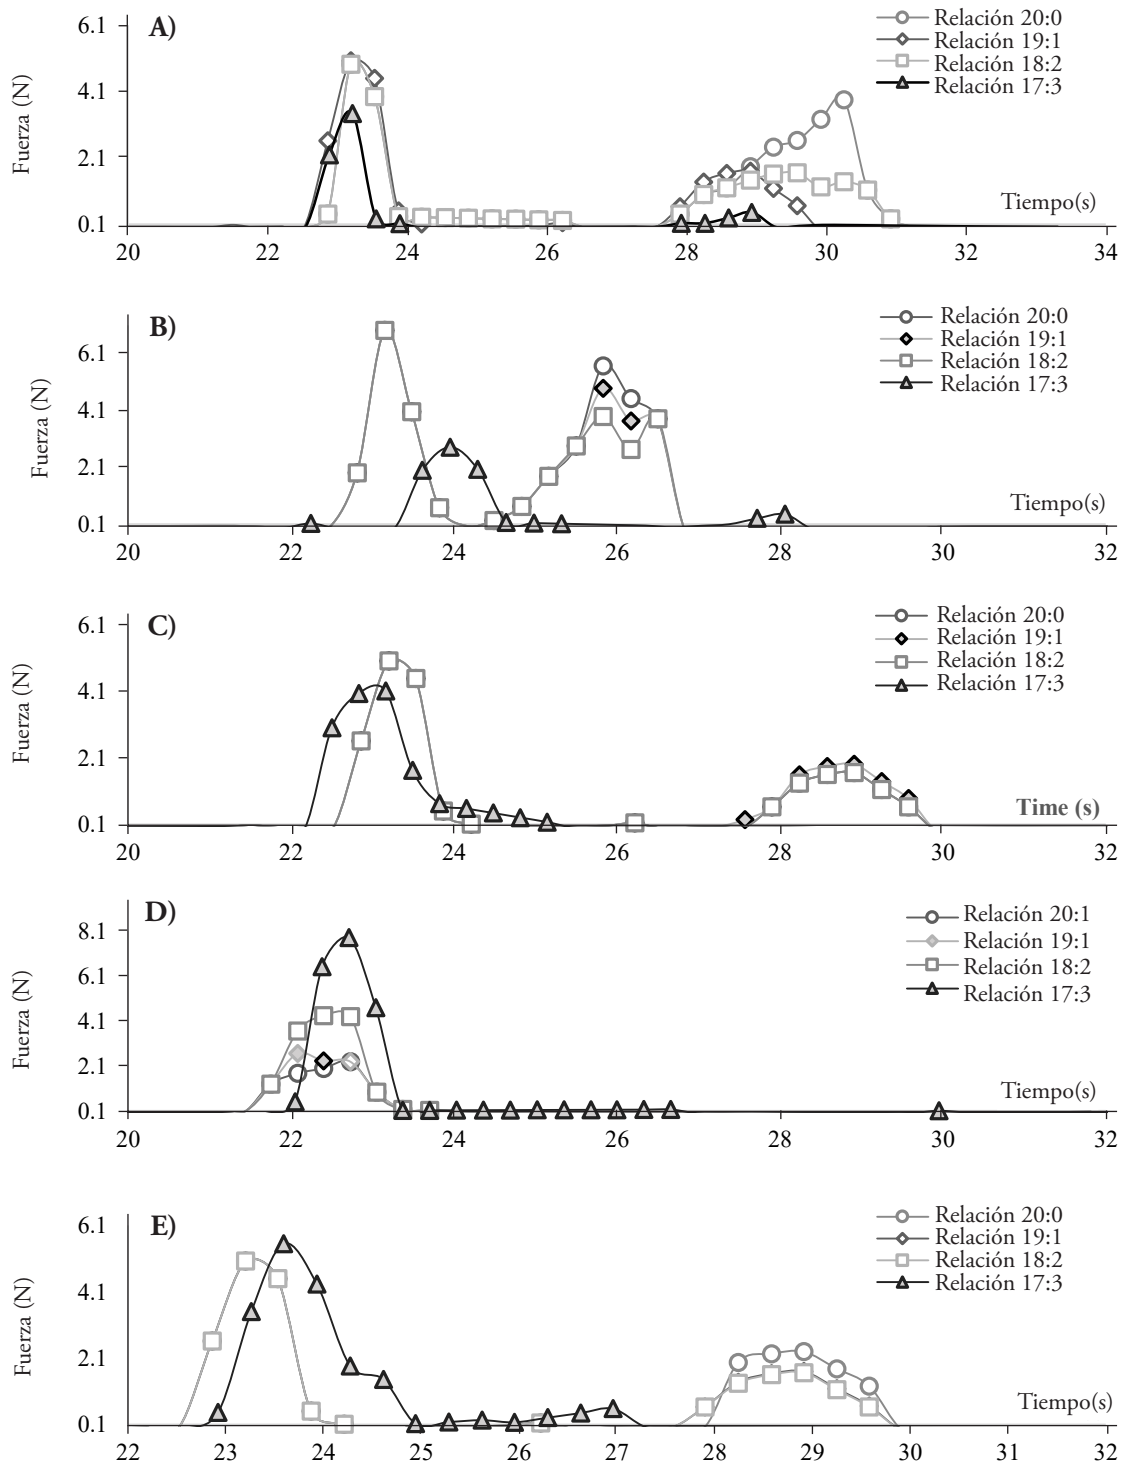 A)
Relación 20:0
Relación 19:1
Relación 18:2
Relación 17:3
Fuerza (N)
6.1
4.1
2.1
0.1
Tiempo(s)
20 22 24 26 28 30 32 34
B)
Relación 20:0
Relación 19:1
Relación 18:2
Relación 17:3
Fuerza (N)
6.1
4.1
2.1
0.1
Tiempo(s)
20 22 24 26 28 30 32
C)
Relación 20:0
Relación 19:1
Relación 18:2
Relación 17:3
Fuerza (N)
6.1
4.1
2.1
0.1
Time (s)
20 22 24 26 28 30 32
D)
Relación 20:1
Relación 19:1
Relación 18:2
Relación 17:3
Fuerza (N)
8.1
6.1
4.1
2.1
0.1
Tiempo(s)
20 22 24 26 28 30 32
E)
Relación 20:0
Relación 19:1
Relación 18:2
Relación 17:3
Fuerza (N)
6.1
4.1
2.1
0.1
Tiempo(s)
22 23 24 25 26 27 28 29 30 31 32